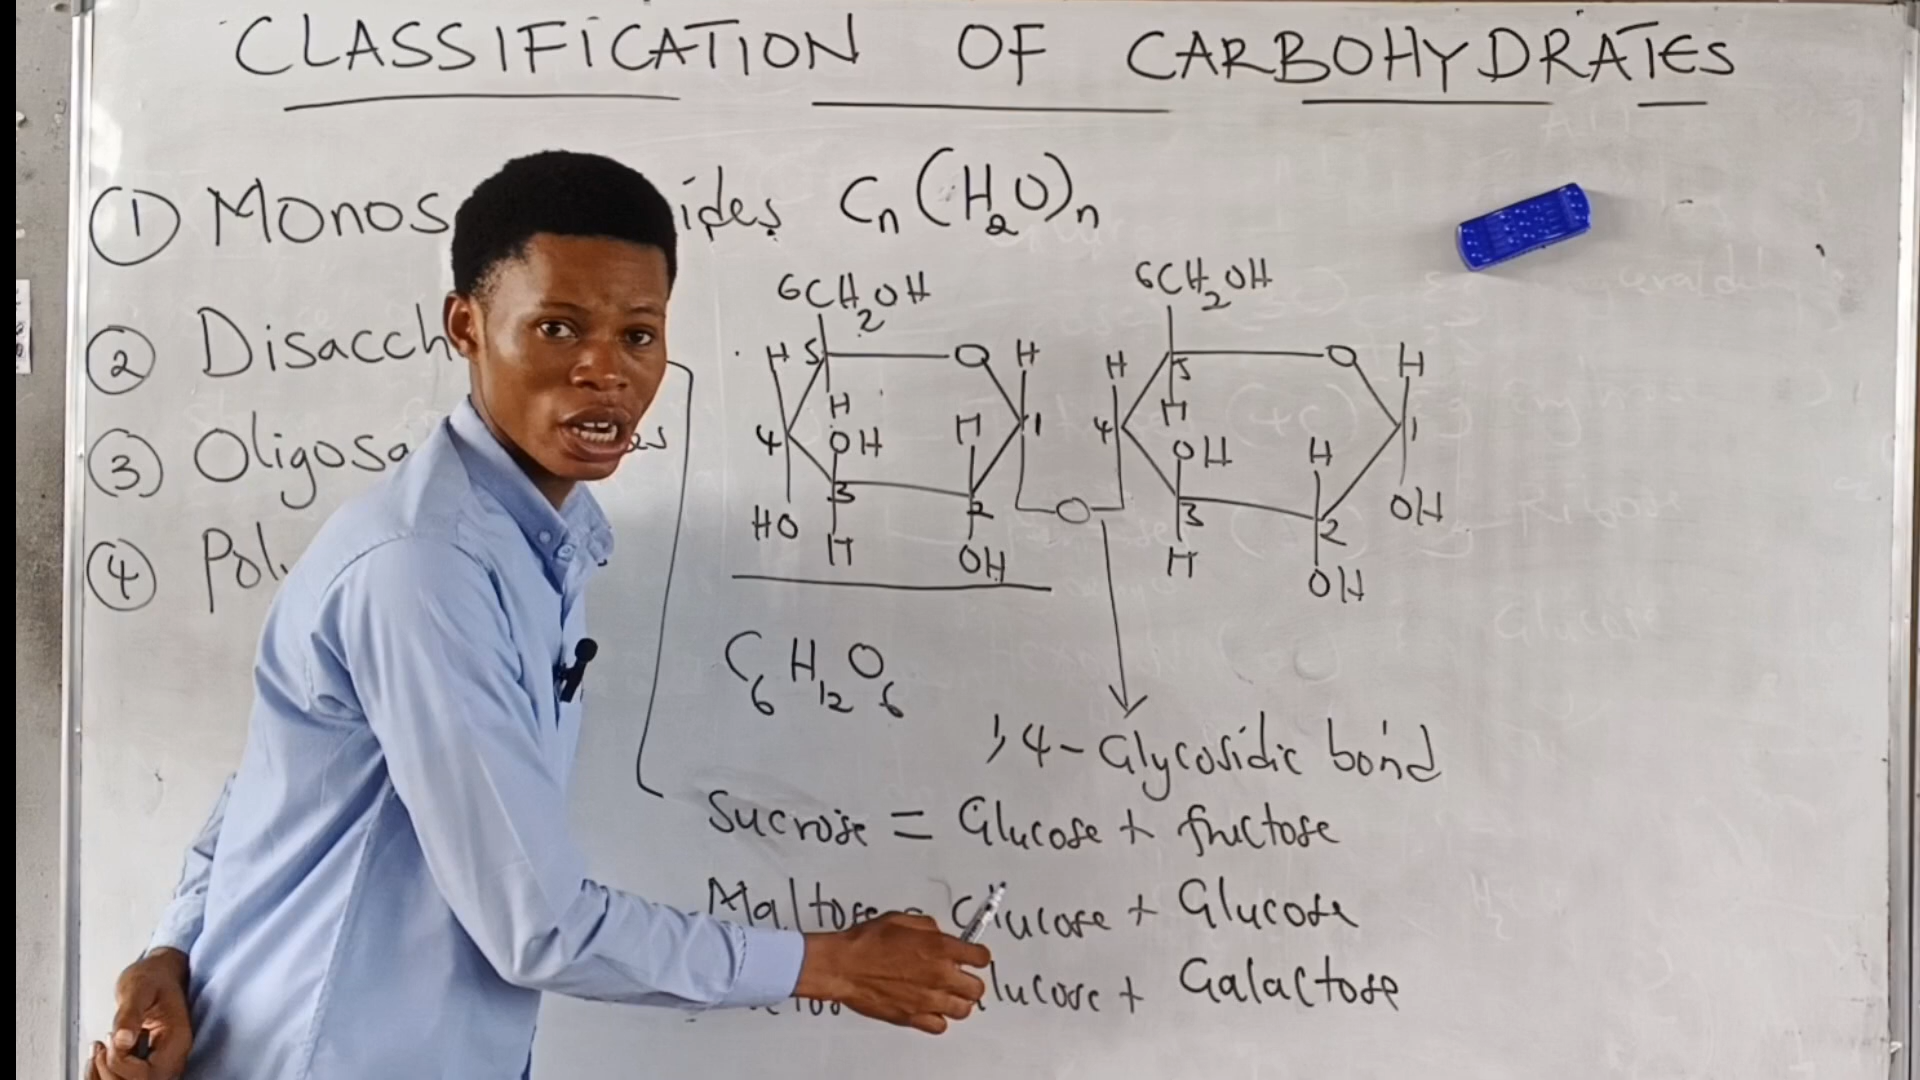 CLASSIFICATION OF CARBOHYDRATES
① Monos ides Cn(H2O)n
② Disacch
③ Oligosa es
④ Pol
6CH2OH 6CH2OH
H 5 O H H 5 O H
H H
4 OH H 1 4 OH H 1
3 2 O 3 2 OH
HO H OH H OH
C6H12O6
1,4-Glycosidic bond
Sucrose = Glucose + fructose
Maltose = Glucose + Glucose
lucose + Galactose